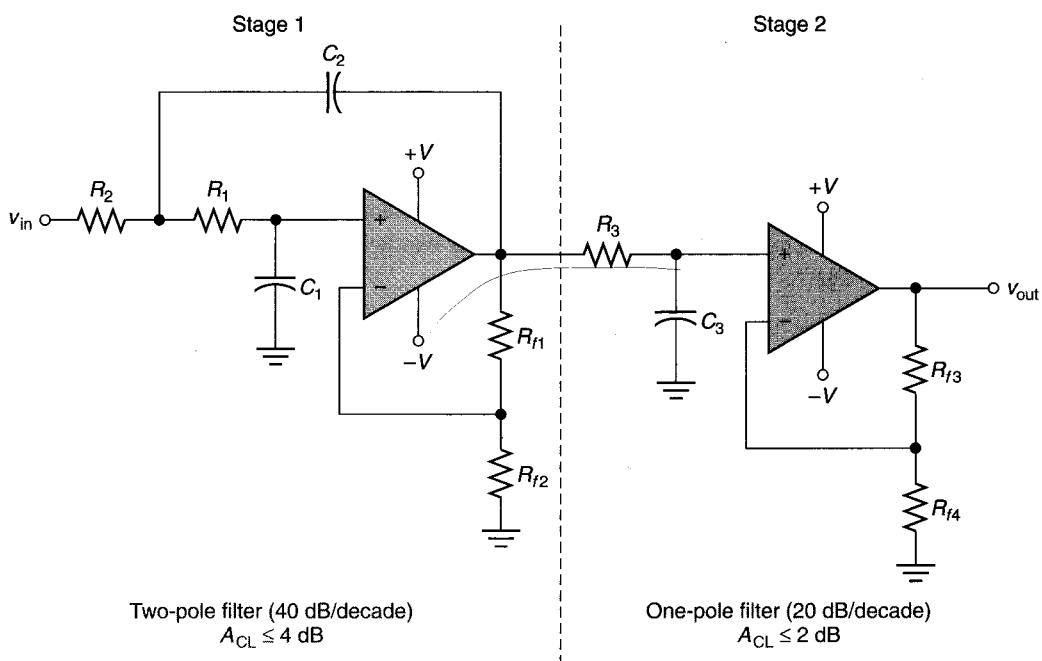 Stage 1
Stage 2
C2
+V
+V
R2
R1
R3
vin
+
+
C1
−
C3
−
vout
Rf1
−V
Rf3
−V
Rf2
Rf4
Two-pole filter (40 dB/decade)
ACL ≤ 4 dB
One-pole filter (20 dB/decade)
ACL ≤ 2 dB